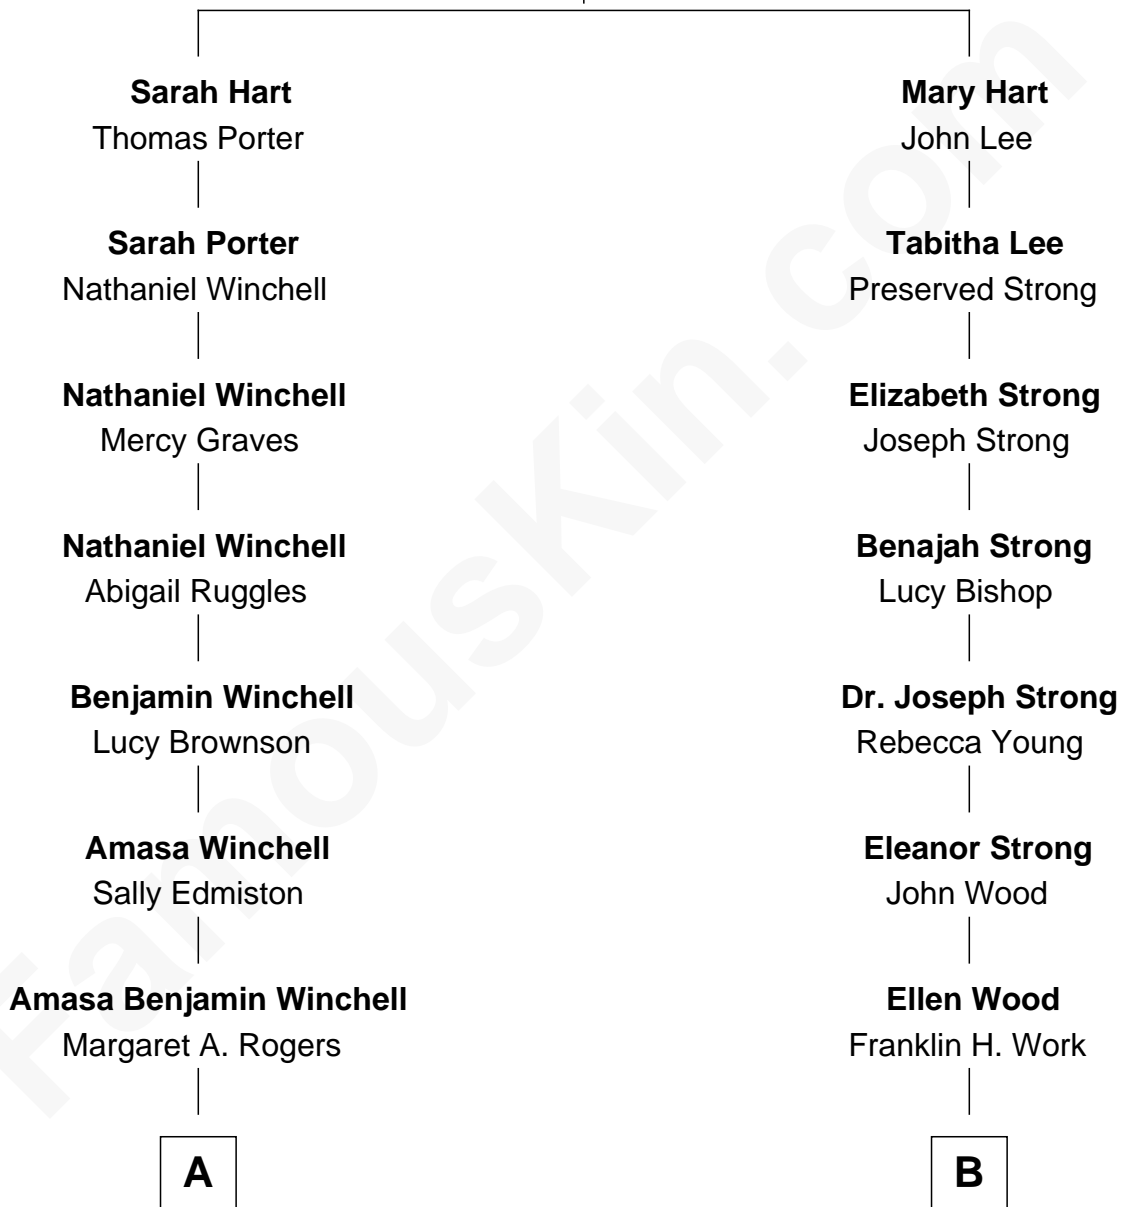 Sarah Hart
Thomas Porter
Sarah Porter
Nathaniel Winchell
Nathaniel Winchell
Mercy Graves
Nathaniel Winchell
Abigail Ruggles
Benjamin Winchell
Lucy Brownson
Amasa Winchell
Sally Edmiston
Amasa Benjamin Winchell
Margaret A. Rogers
A
Mary Hart
John Lee
Tabitha Lee
Preserved Strong
Elizabeth Strong
Joseph Strong
Benajah Strong
Lucy Bishop
Dr. Joseph Strong
Rebecca Young
Eleanor Strong
John Wood
Ellen Wood
Franklin H. Work
B
FamousKin.com